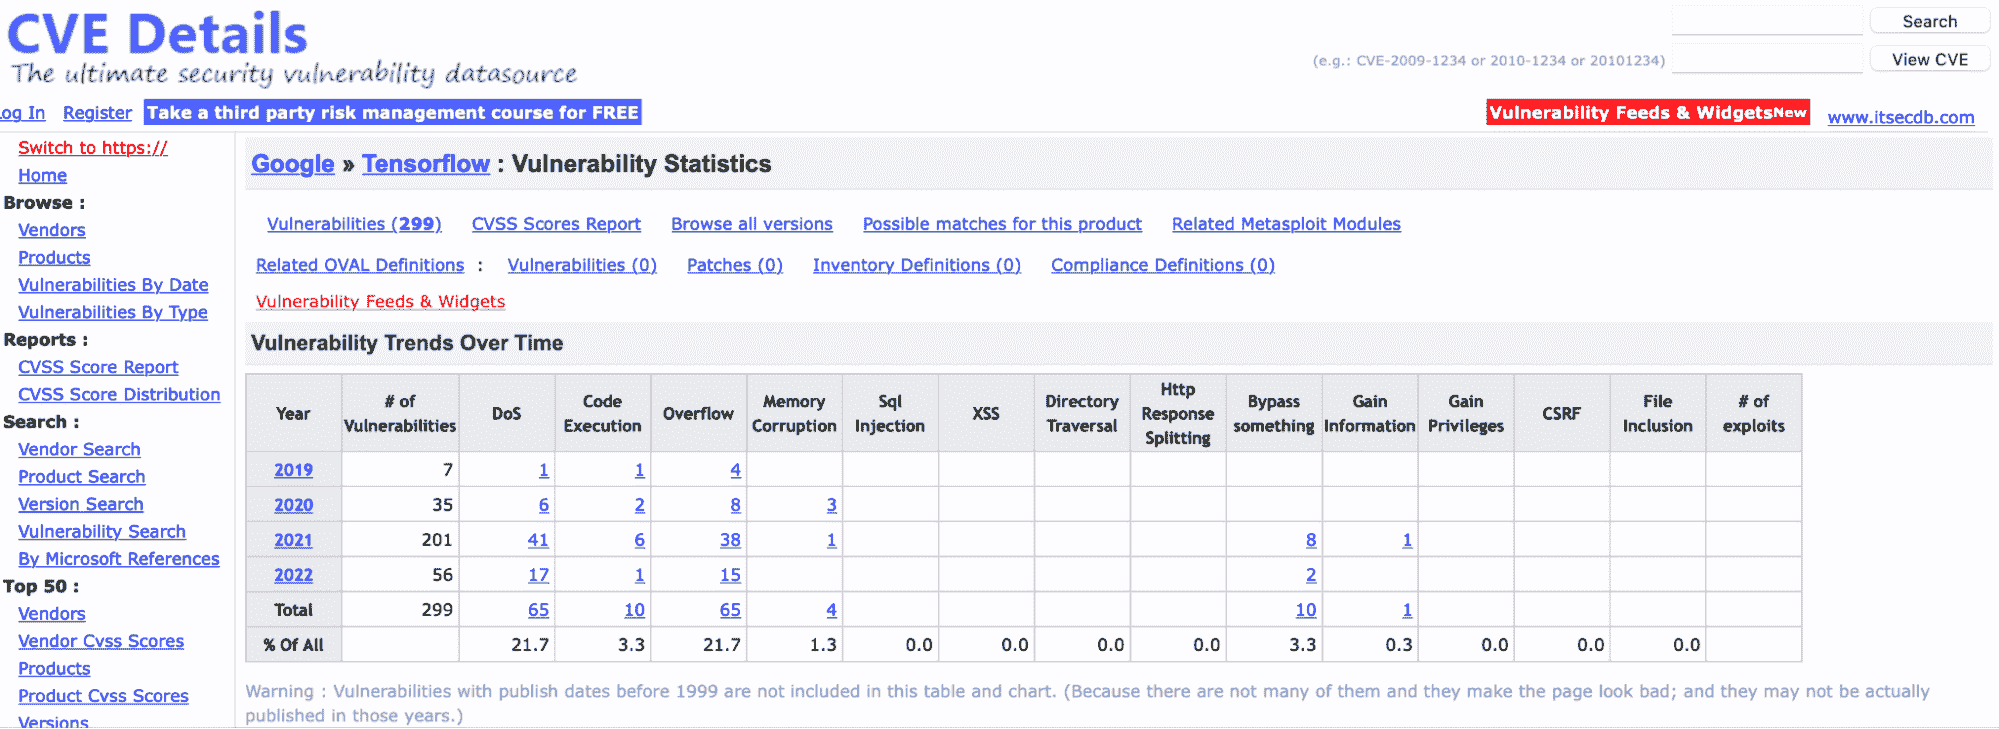 CVE Details
The ultimate security vulnerability datasource
Search
(e.g.: CVE-2009-1234 or 2010-1234 or 20101234)
View CVE
Log In Register Take a third party risk management course for FREE
Vulnerability Feeds & WidgetsNew www.itsecdb.com
Switch to https://
Home
Browse :
Vendors
Products
Vulnerabilities By Date
Vulnerabilities By Type
Reports :
CVSS Score Report
CVSS Score Distribution
Search :
Vendor Search
Product Search
Version Search
Vulnerability Search
By Microsoft References
Top 50 :
Vendors
Vendor Cvss Scores
Products
Product Cvss Scores
Versions
Google » Tensorflow : Vulnerability Statistics
Vulnerabilities (299) CVSS Scores Report Browse all versions Possible matches for this product Related Metasploit Modules
Related OVAL Definitions : Vulnerabilities (0) Patches (0) Inventory Definitions (0) Compliance Definitions (0)
Vulnerability Feeds & Widgets
Vulnerability Trends Over Time
Year # of Vulnerabilities DoS Code Execution Overflow Memory Corruption Sql Injection XSS Directory Traversal Http Response Splitting Bypass something Gain Information Gain Privileges CSRF File Inclusion # of exploits
2019 7 1 1 4
2020 35 6 2 8 3
2021 201 41 6 38 1 8 1
2022 56 17 1 15 2
Total 299 65 10 65 4 10 1
% Of All 21.7 3.3 21.7 1.3 0.0 0.0 0.0 0.0 3.3 0.3 0.0 0.0 0.0
Warning : Vulnerabilities with publish dates before 1999 are not included in this table and chart. (Because there are not many of them and they make the page look bad; and they may not be actually
published in those years.)